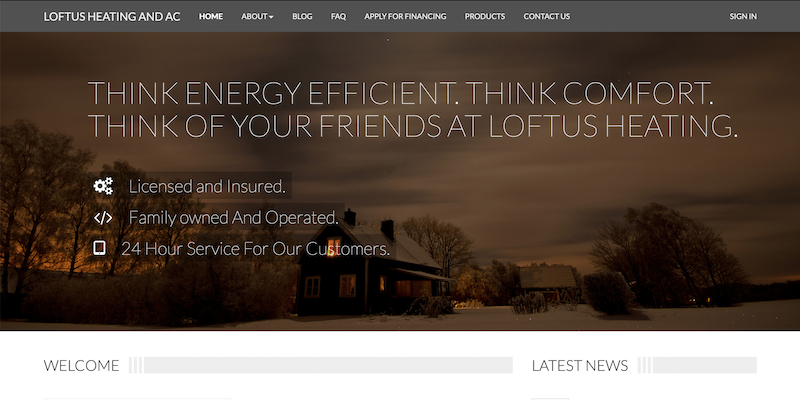 LOFTUS HEATING AND AC HOME ABOUT BLOG FAQ APPLY FOR FINANCING PRODUCTS CONTACT US SIGN IN
THINK ENERGY EFFICIENT. THINK COMFORT.
THINK OF YOUR FRIENDS AT LOFTUS HEATING.
Licensed and Insured.
Family owned And Operated.
24 Hour Service For Our Customers.
WELCOME LATEST NEWS